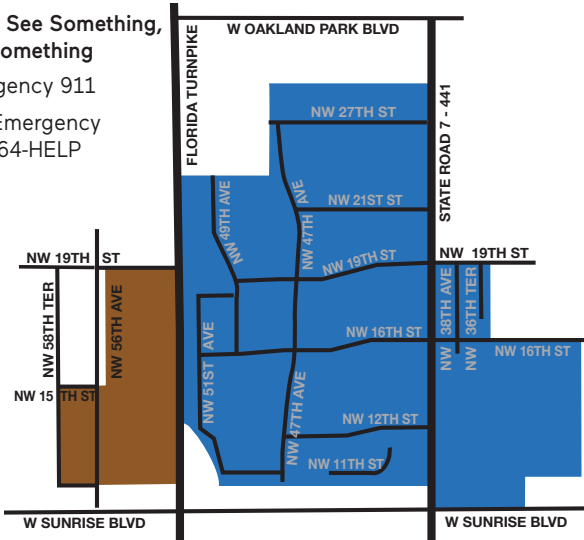 See Something,
omething
gency 911
Emergency
64-HELP
W OAKLAND PARK BLVD
FLORIDA TURNPIKE
STATE ROAD 7 - 441
NW 27TH ST
NW 49TH AVE
NW 47TH AVE
NW 21ST ST
NW 19TH ST
NW 19TH ST
NW 19TH ST
NW 58TH TER
NW 56TH AVE
NW 38TH AVE
NW 36TH TER
NW 16TH ST
NW 16TH ST
NW 51ST AVE
NW 47TH AVE
NW 15TH ST
NW 12TH ST
NW 11TH ST
W SUNRISE BLVD
W SUNRISE BLVD